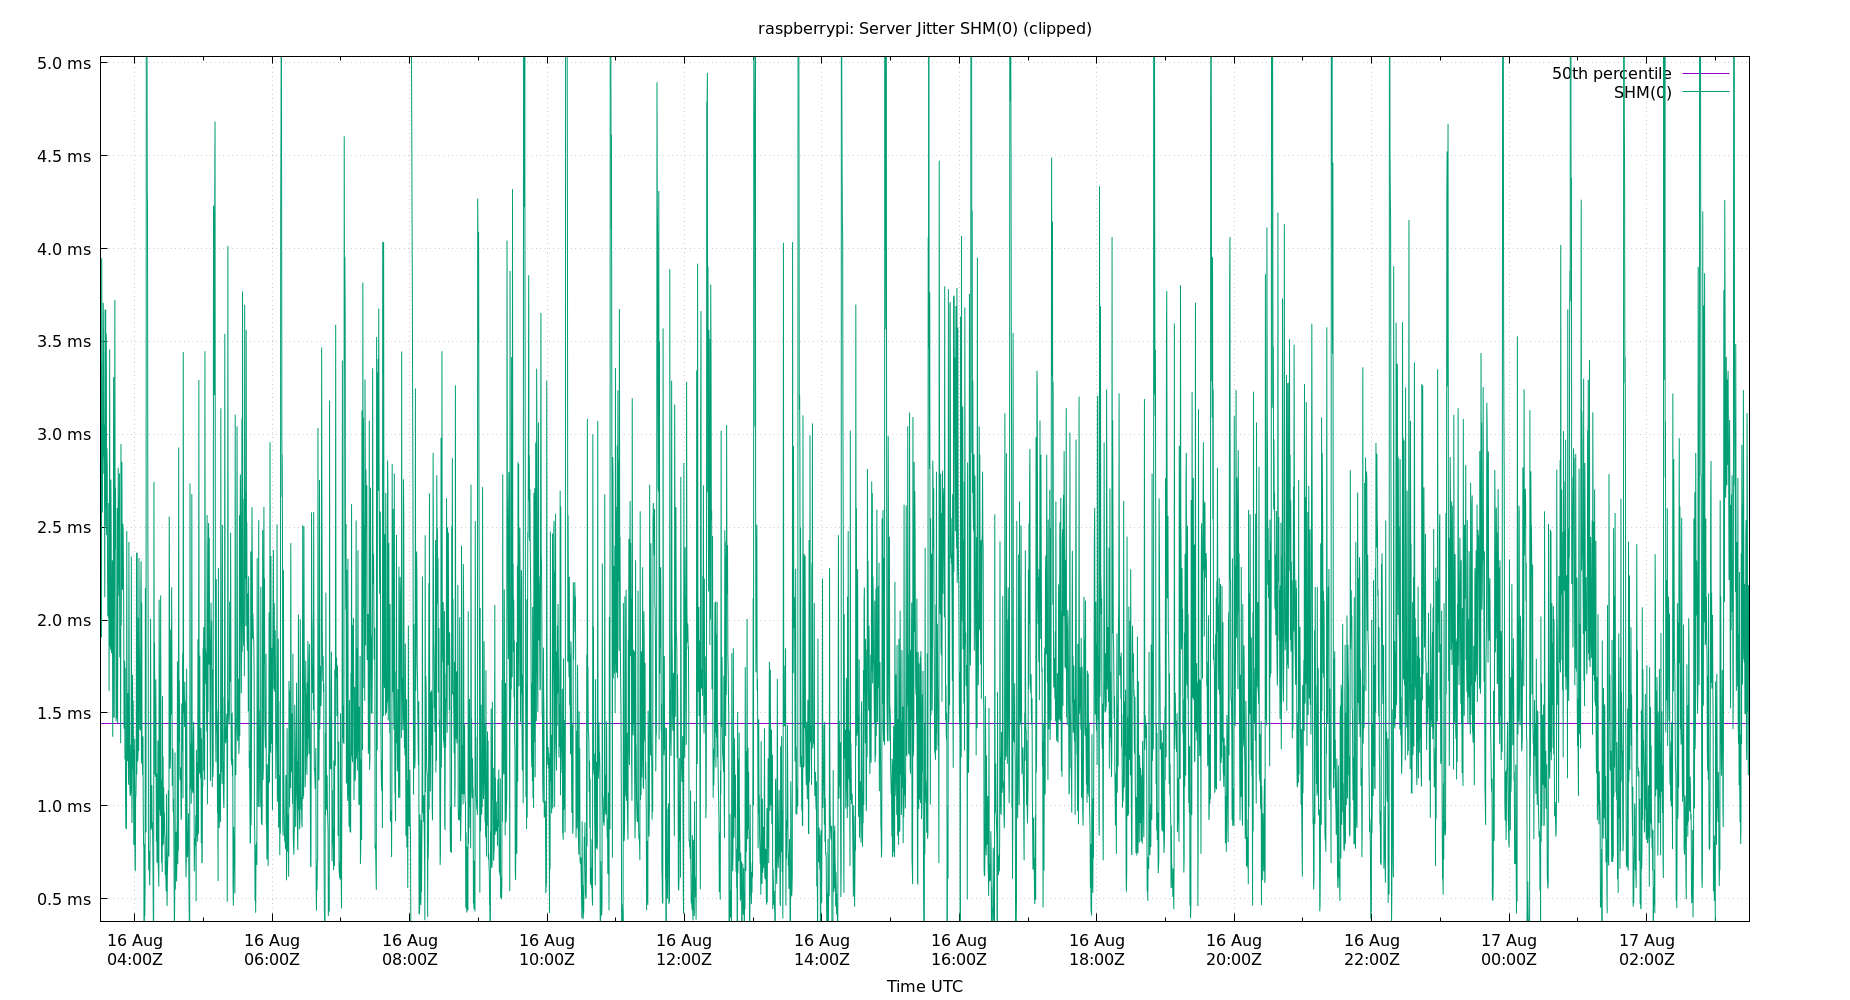 raspberrypi: Server Jitter SHM(0) (clipped)
5.0 ms
50th percentile
SHM(0)
4.5 ms
4.0 ms
3.5 ms
3.0 ms
2.5 ms
2.0 ms
1.5 ms
1.0 ms
0.5 ms
16 Aug 16 Aug 16 Aug 16 Aug 16 Aug 16 Aug 16 Aug 16 Aug 16 Aug 16 Aug 17 Aug 17 Aug
04:00Z 06:00Z 08:00Z 10:00Z 12:00Z 14:00Z 16:00Z 18:00Z 20:00Z 22:00Z 00:00Z 02:00Z
Time UTC